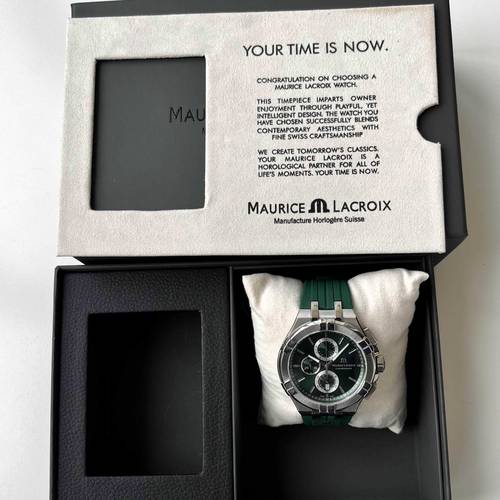 YOUR TIME IS NOW.
CONGRATULATION ON CHOOSING A
MAURICE LACROIX WATCH.
THIS TIMEPIECE IMPARTS OWNER
ENJOYMENT THROUGH PLAYFUL, YET
INTELLIGENT DESIGN. THE WATCH YOU
HAVE CHOSEN SUCCESSFULLY BLENDS
CONTEMPORARY AESTHETICS WITH
FINE SWISS CRAFTSMANSHIP
WE CREATE TOMORROW'S CLASSICS.
YOUR MAURICE LACROIX IS A
HOROLOGICAL PARTNER FOR ALL OF
LIFE'S MOMENTS. YOUR TIME IS NOW.
MAURICE LACROIX
Manufacture Horlogère Suisse
MAURICE LACROIX